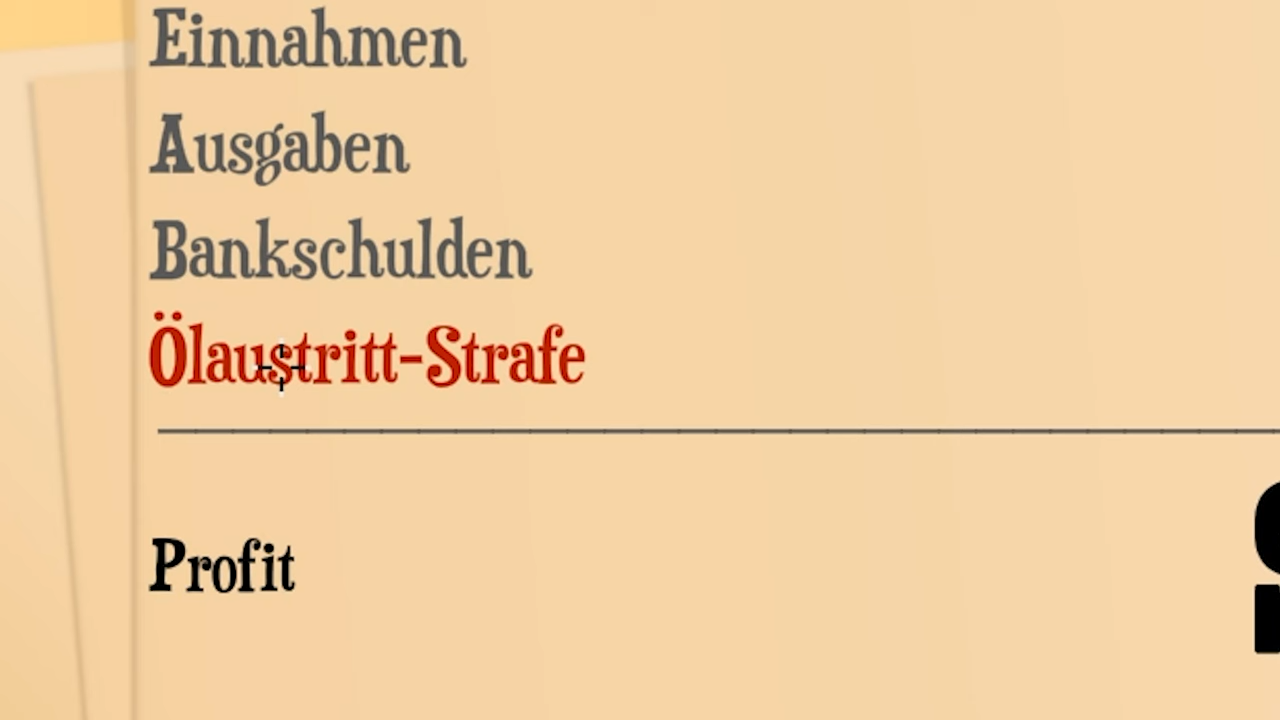 Einnahmen
Ausgaben
Bankschulden
Ölaustritt-Strafe
Profit